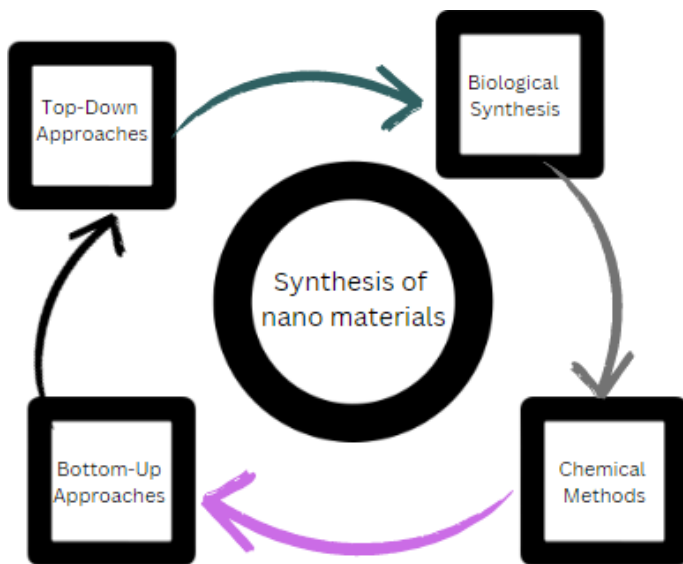 Top-Down
Approaches
Biological
Synthesis
Synthesis of
nano materials
Bottom-Up
Approaches
Chemical
Methods